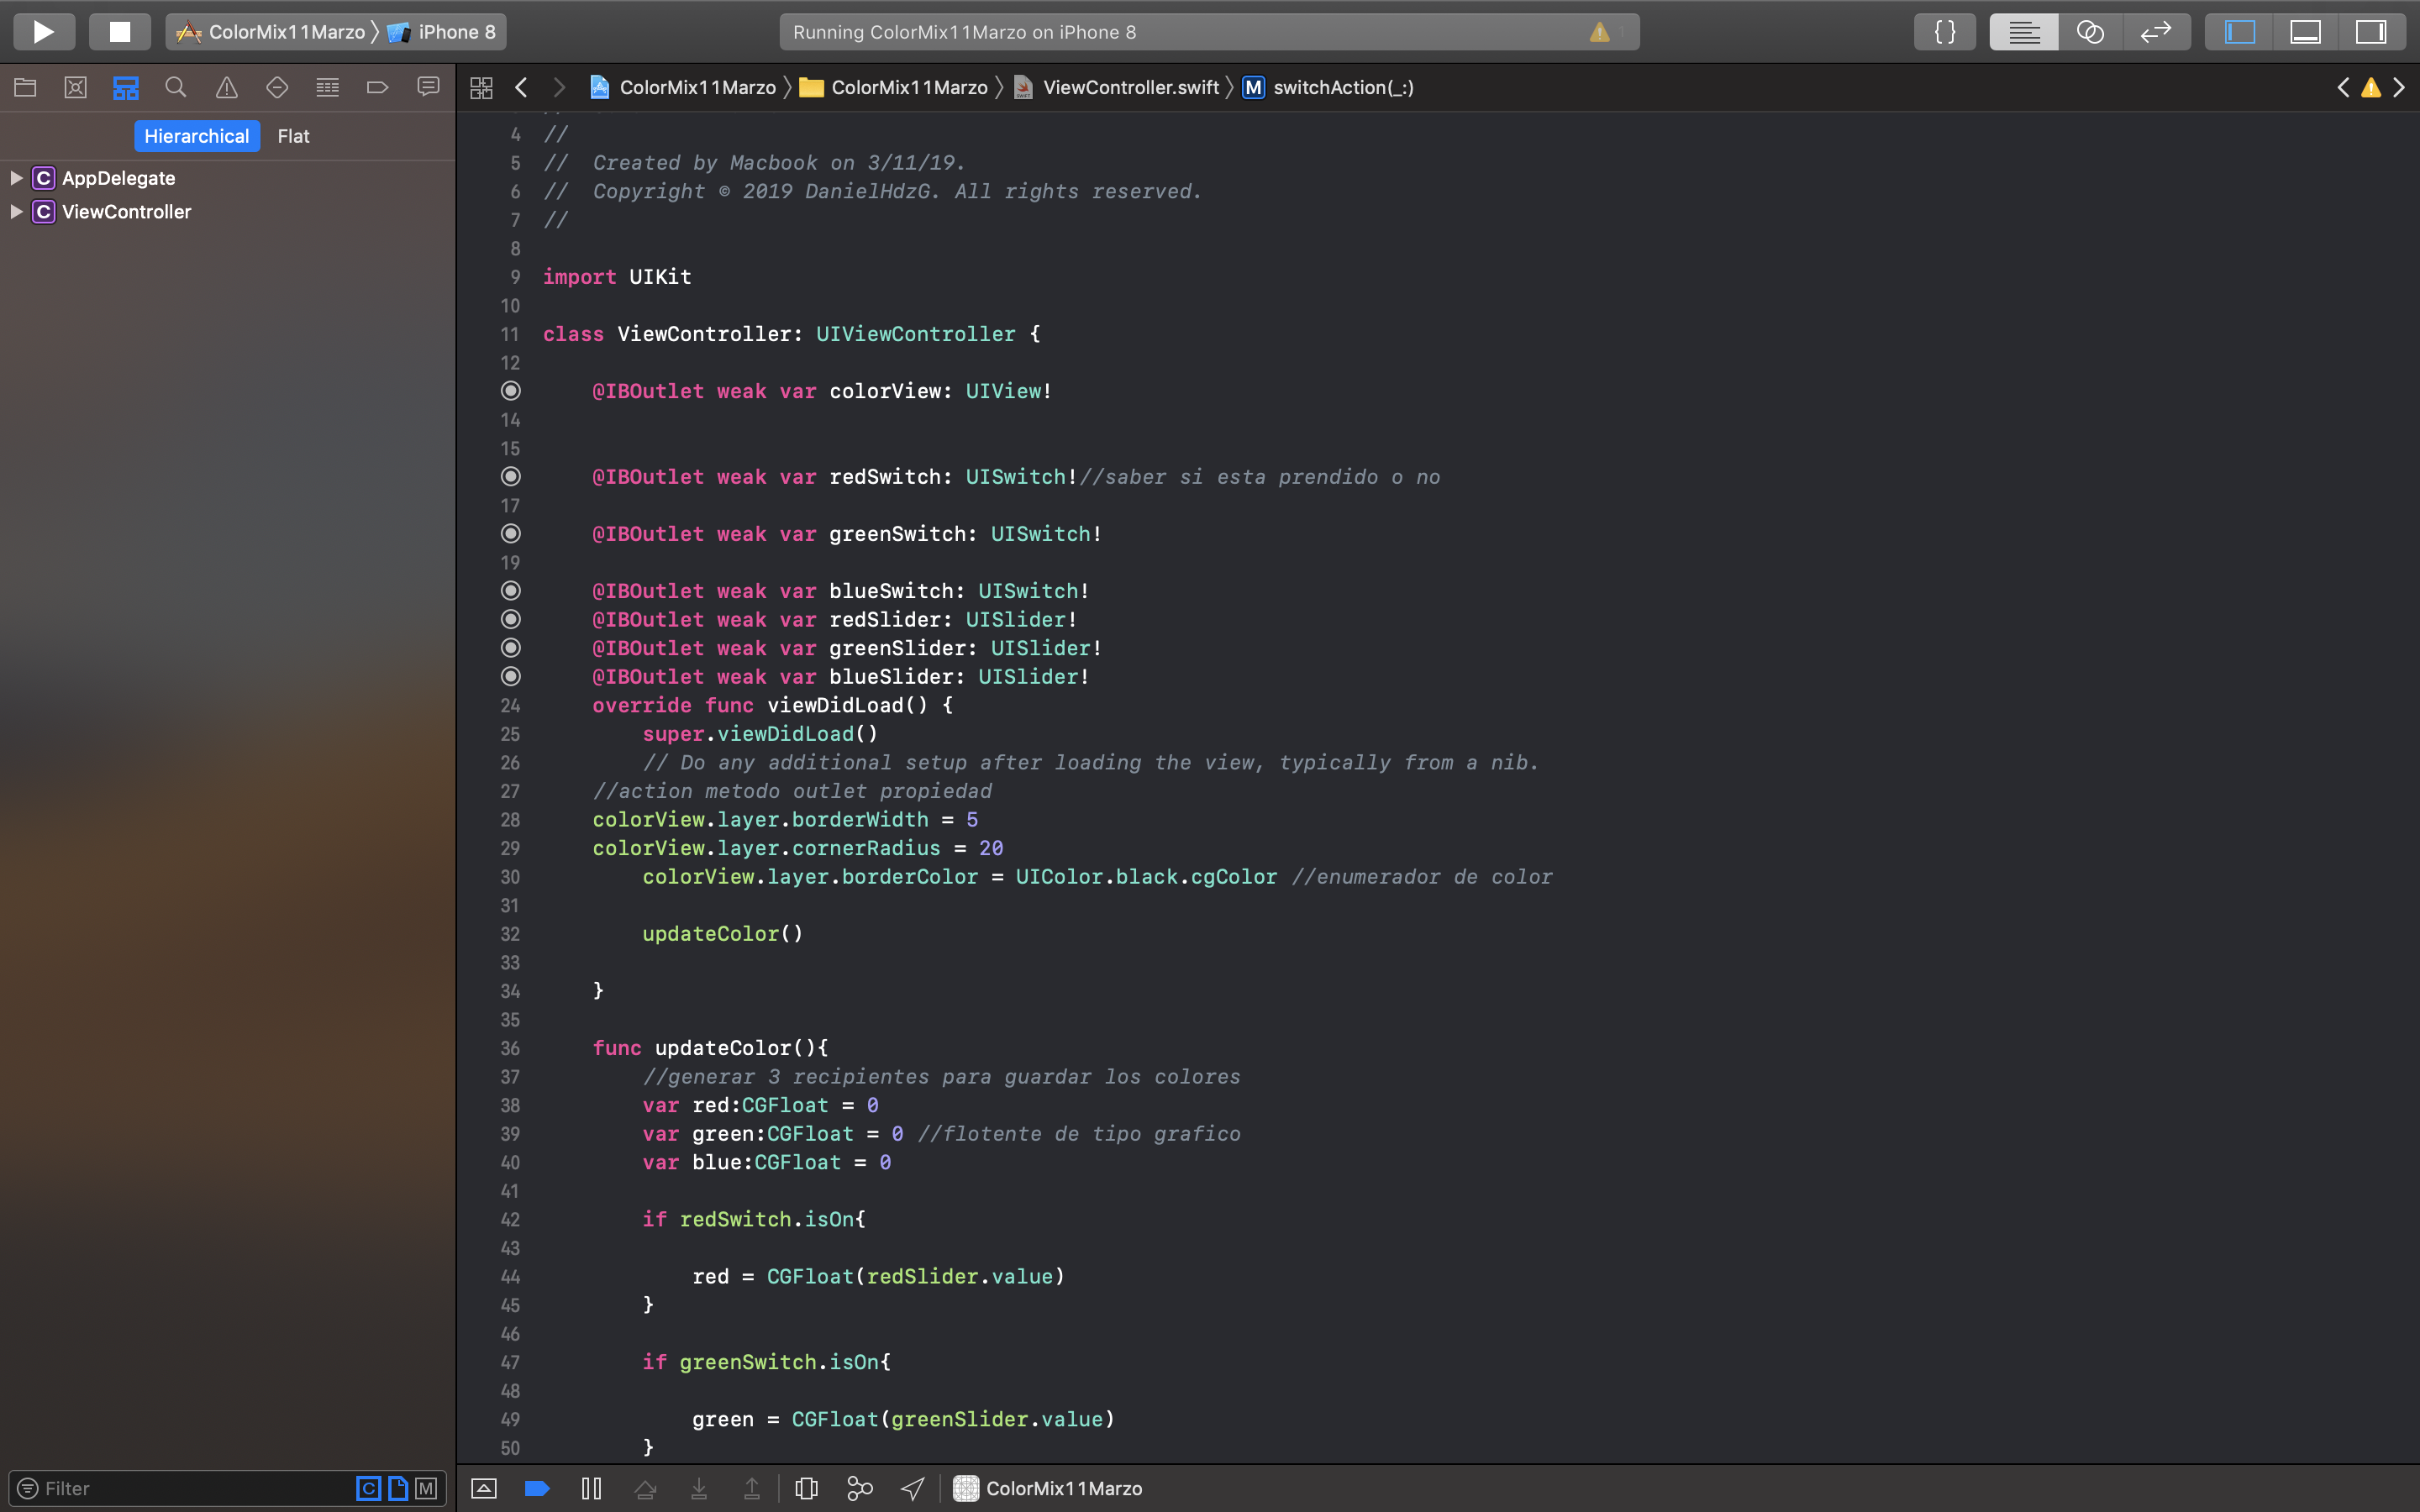 ColorMix11Marzo iPhone 8
Running ColorMix11Marzo on iPhone 8
ColorMix11Marzo ColorMix11Marzo ViewController.swift M switchAction(_:)
Hierarchical Flat
C AppDelegate
C ViewController
4 //
5 //  Created by Macbook on 3/11/19.
6 //  Copyright © 2019 DanielHdzG. All rights reserved.
7 //
8
9 import UIKit
10
11 class ViewController: UIViewController {
12
@IBOutlet weak var colorView: UIView!
14
15
@IBOutlet weak var redSwitch: UISwitch!//saber si esta prendido o no
17
@IBOutlet weak var greenSwitch: UISwitch!
19
@IBOutlet weak var blueSwitch: UISwitch!
@IBOutlet weak var redSlider: UISlider!
@IBOutlet weak var greenSlider: UISlider!
@IBOutlet weak var blueSlider: UISlider!
24 override func viewDidLoad() {
25 super.viewDidLoad()
26 // Do any additional setup after loading the view, typically from a nib.
27 //action metodo outlet propiedad
28 colorView.layer.borderWidth = 5
29 colorView.layer.cornerRadius = 20
30 colorView.layer.borderColor = UIColor.black.cgColor //enumerador de color
31
32 updateColor()
33
34 }
35
36 func updateColor(){
37 //generar 3 recipientes para guardar los colores
38 var red:CGFloat = 0
39 var green:CGFloat = 0 //flotente de tipo grafico
40 var blue:CGFloat = 0
41
42 if redSwitch.isOn{
43
44 red = CGFloat(redSlider.value)
45 }
46
47 if greenSwitch.isOn{
48
49 green = CGFloat(greenSlider.value)
50 }
Filter C M
ColorMix11Marzo